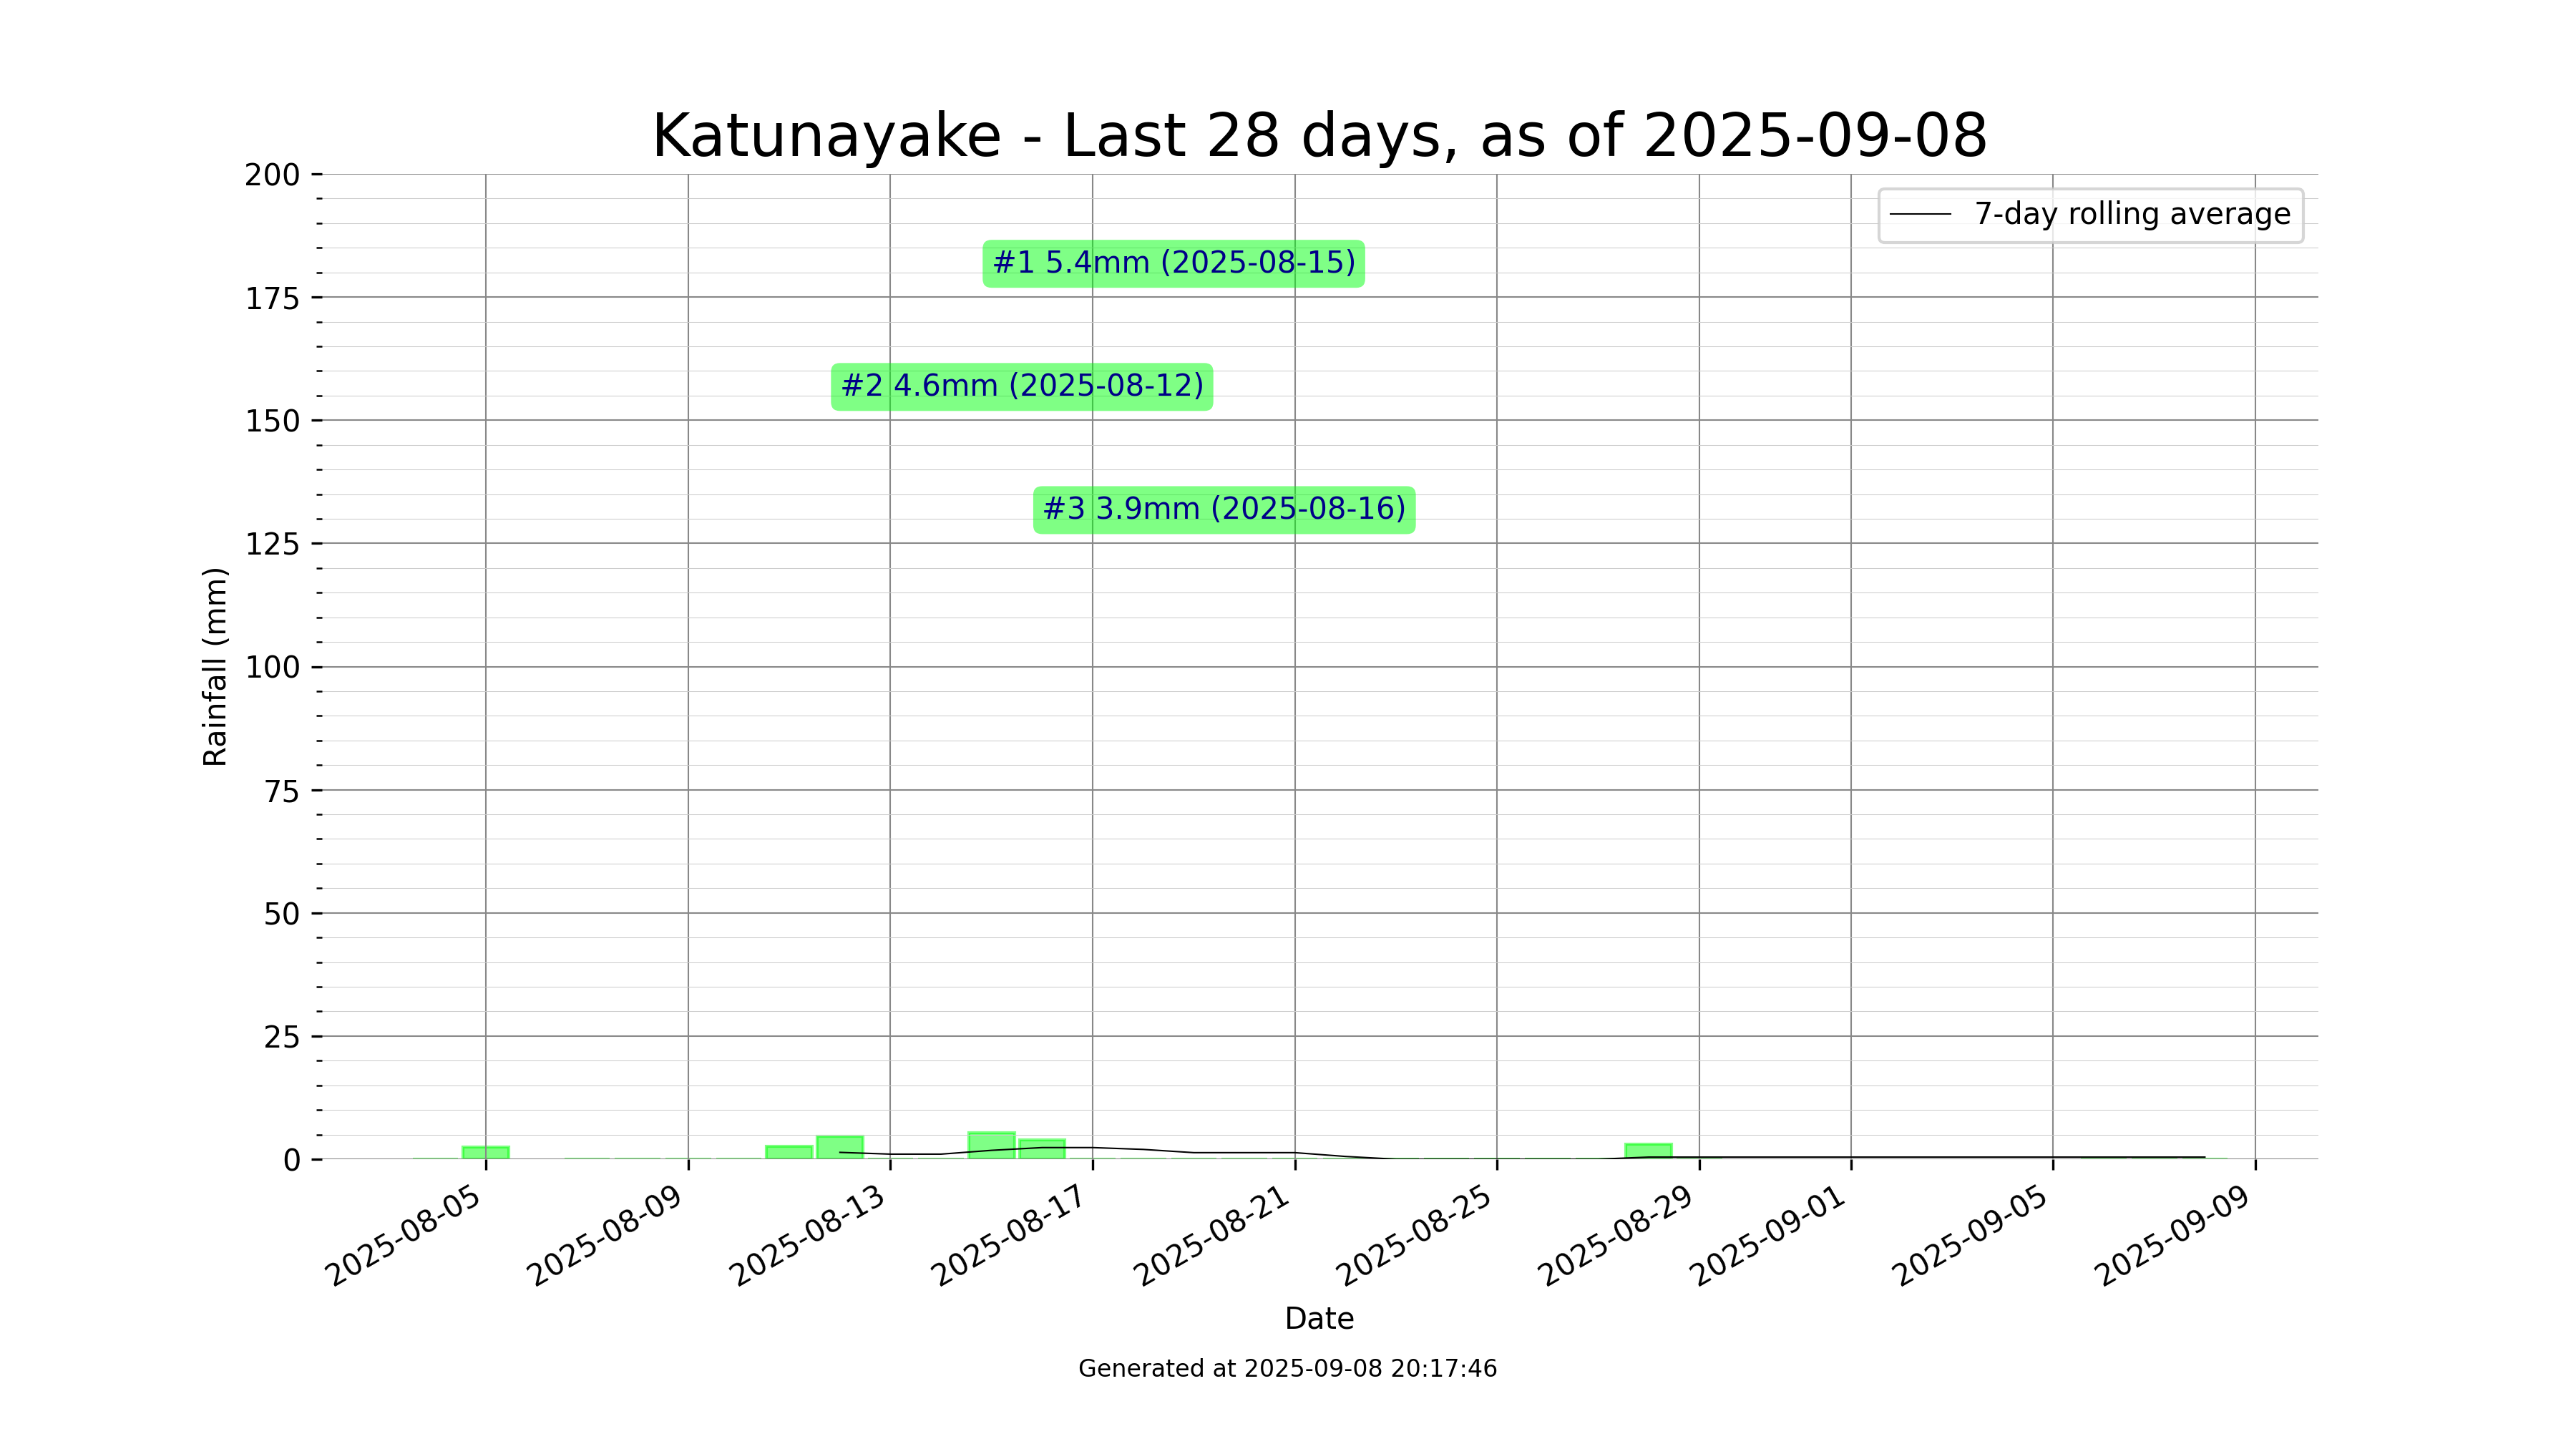 Katunayake - Last 28 days, as of 2025-09-08
200
175
150
125
100
75
50
25
0
Rainfall (mm)
7-day rolling average
#1 5.4mm (2025-08-15)
#2 4.6mm (2025-08-12)
#3 3.9mm (2025-08-16)
2025-08-05
2025-08-09
2025-08-13
2025-08-17
2025-08-21
2025-08-25
2025-08-29
2025-09-01
2025-09-05
2025-09-09
Date
Generated at 2025-09-08 20:17:46